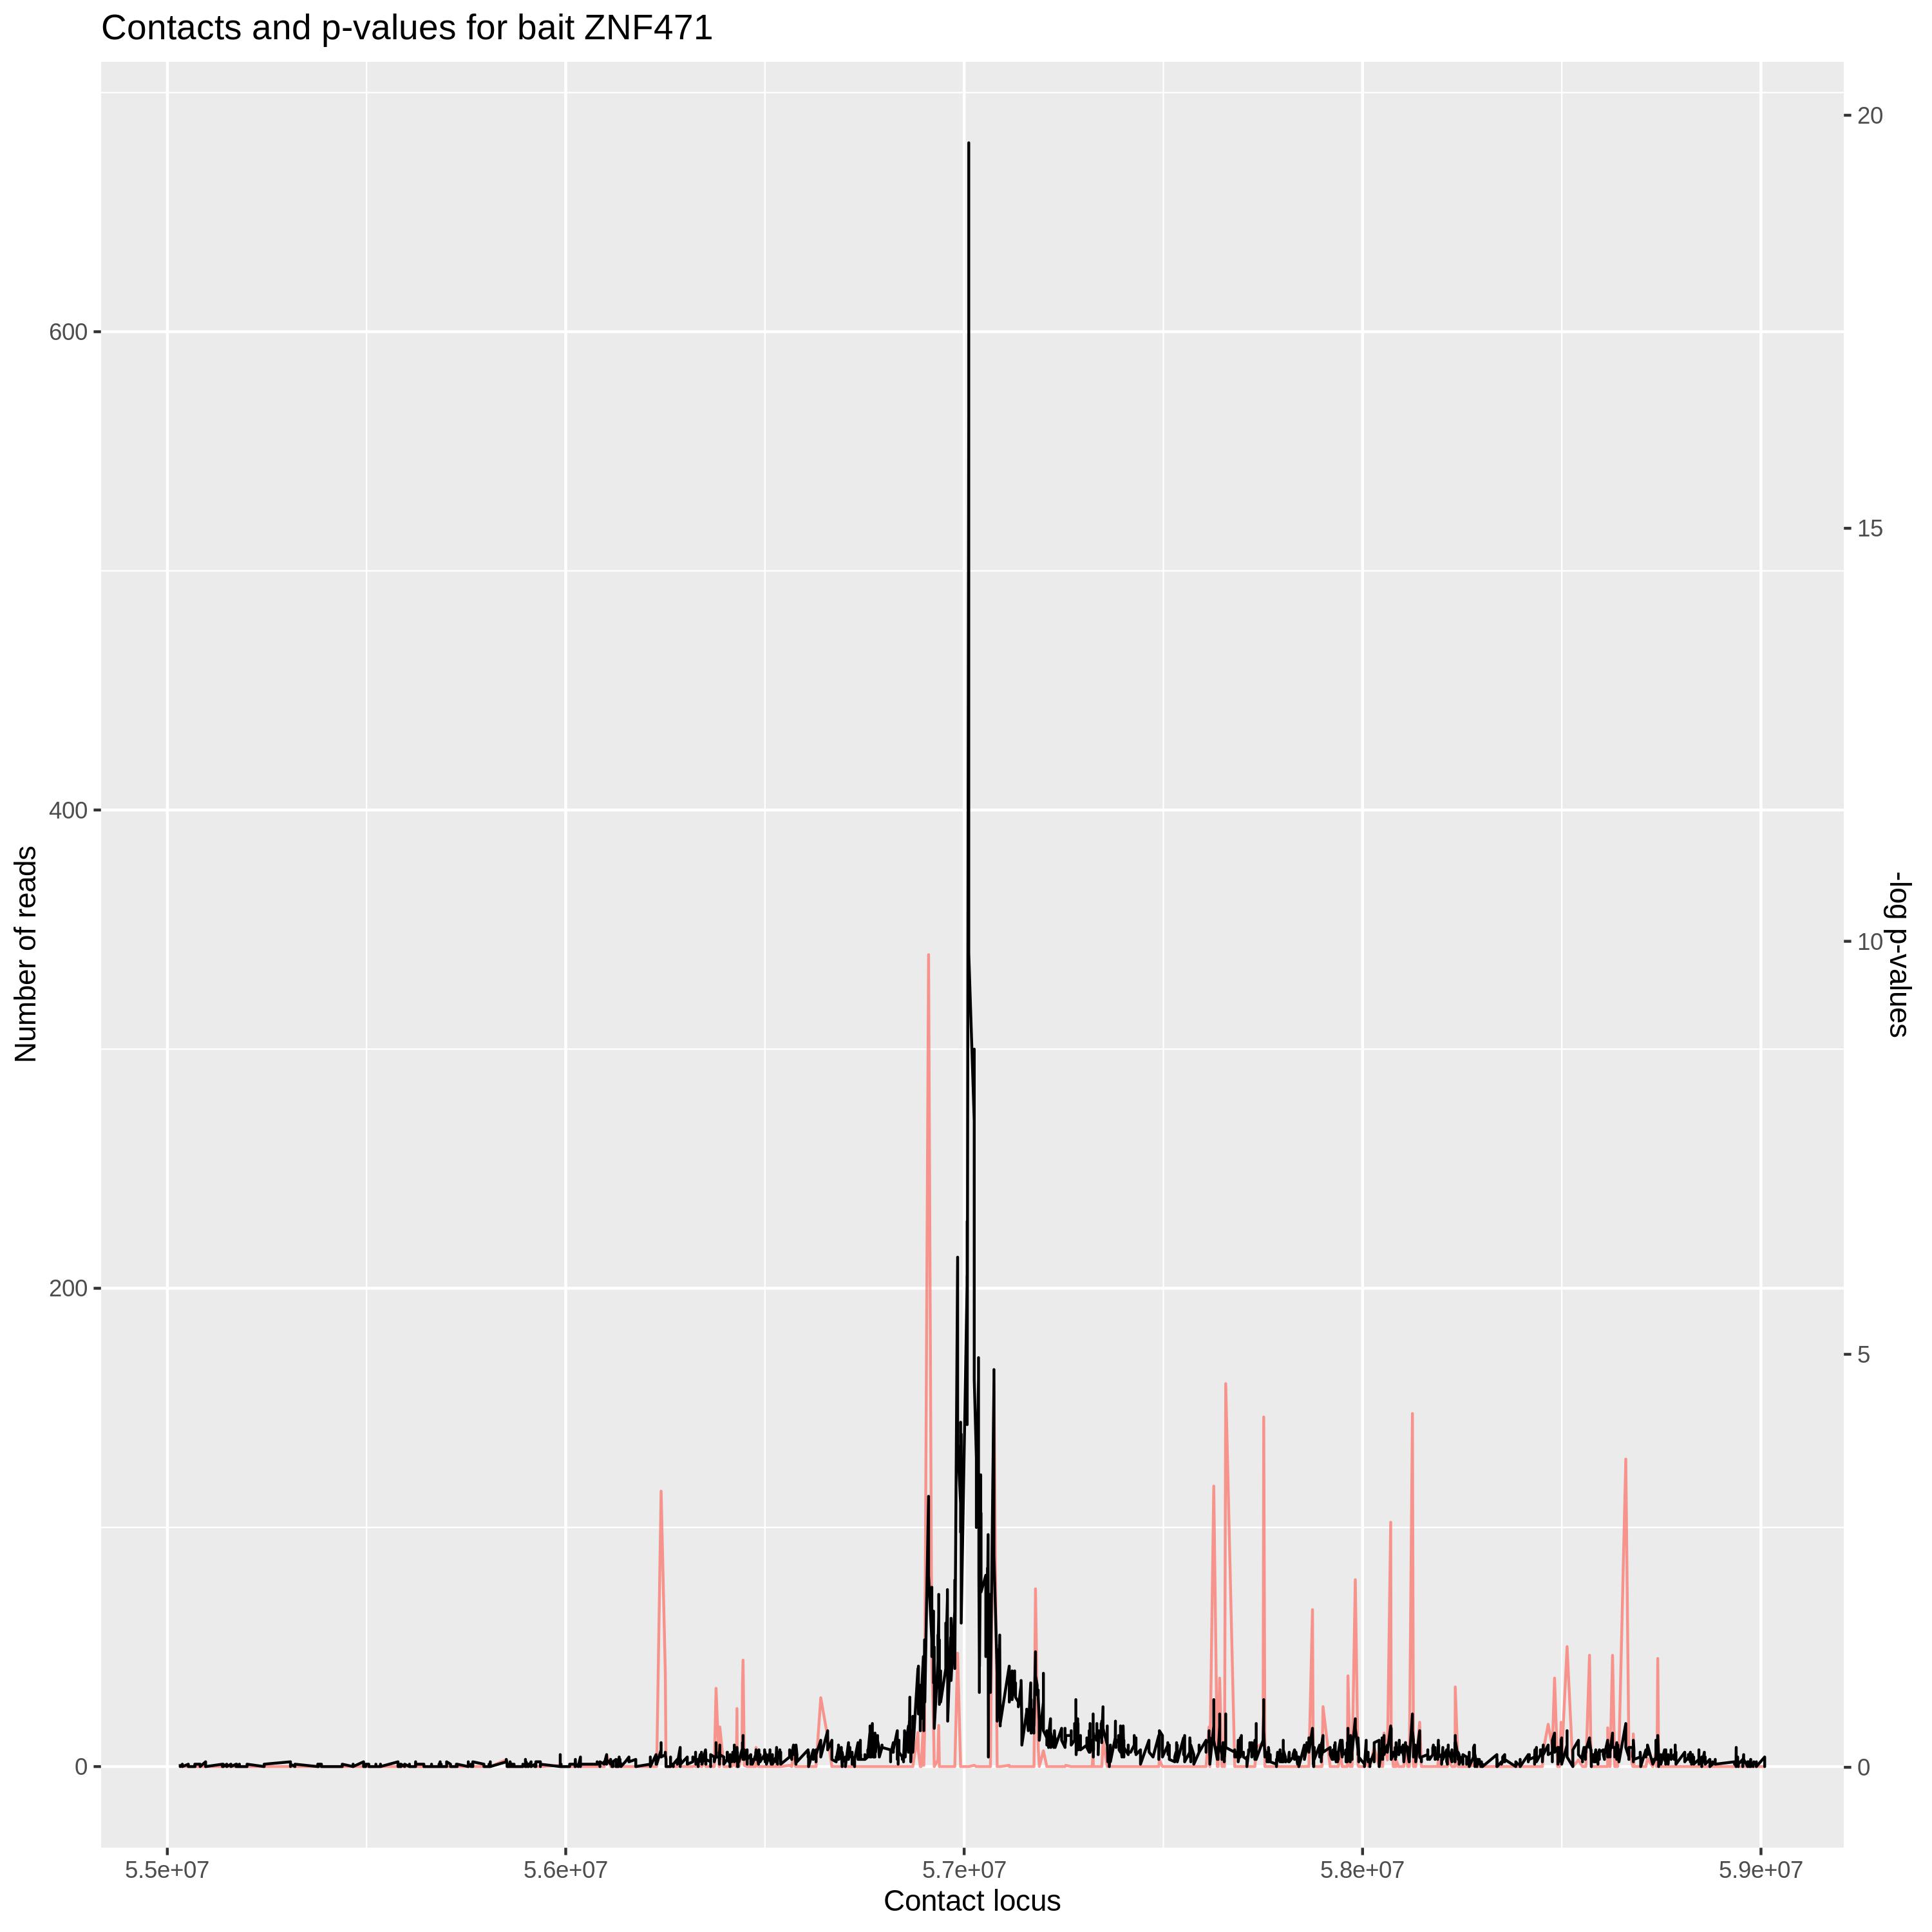 Contacts and p-values for bait ZNF471
Number of reads
600
400
200
0
20
15
10
5
0
-log p-values
5.5e+07 5.6e+07 5.7e+07 5.8e+07 5.9e+07
Contact locus